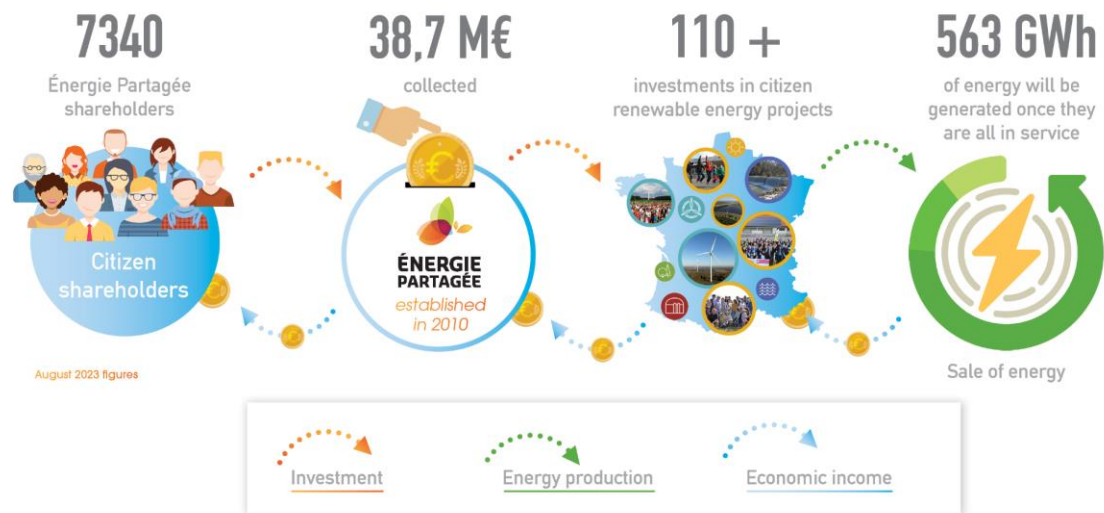 7340
Énergie Partagée
shareholders
38,7 M€
collected
110 +
investments in citizen
renewable energy projects
563 GWh
of energy will be
generated once they
are all in service
Citizen
shareholders
€
ÉNERGIE
PARTAGÉE
established
in 2010
August 2023 figures
Sale of energy
Investment
Energy production
Economic income